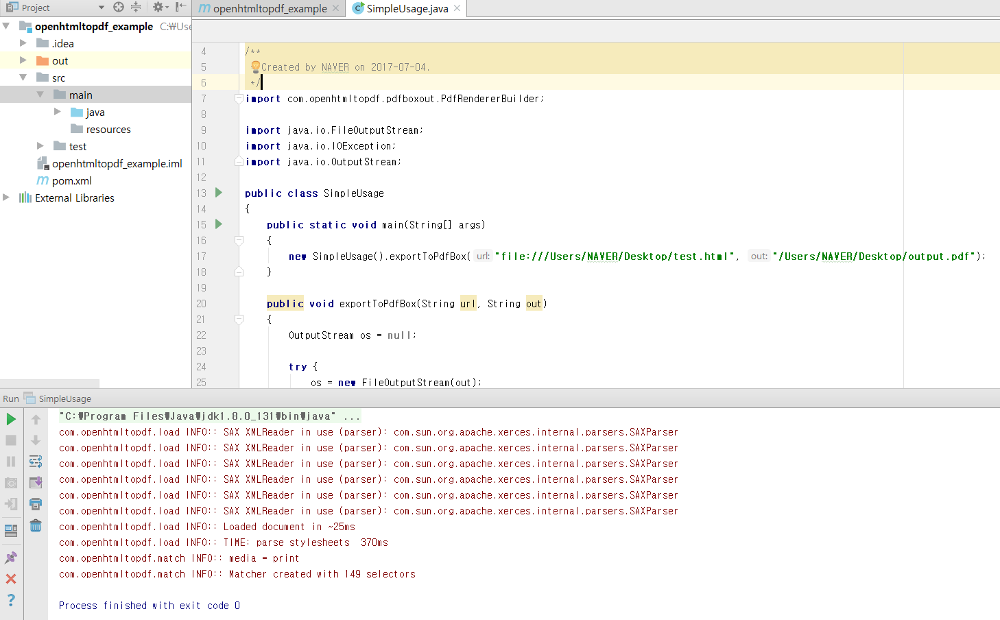 Project
openhtmltopdf_example
SimpleUsage.java
openhtmltopdf_example C:₩Use
.idea
out
src
main
java
resources
test
openhtmltopdf_example.iml
pom.xml
External Libraries
4 /**
5 Created by NAVER on 2017-07-04.
6 */
7 import com.openhtmltopdf.pdfboxout.PdfRendererBuilder;
8
9 import java.io.FileOutputStream;
10 import java.io.IOException;
11 import java.io.OutputStream;
12
13 public class SimpleUsage
14 {
15 public static void main(String[] args)
16 {
17 new SimpleUsage().exportToPdfBox( url: "file:///Users/NAVER/Desktop/test.html", out: "/Users/NAVER/Desktop/output.pdf");
18 }
19
20 public void exportToPdfBox(String url, String out)
21 {
22 OutputStream os = null;
23
24 try {
25 os = new FileOutputStream(out);
Run SimpleUsage
"C:₩Program Files₩Java₩jdk1.8.0_131₩bin₩java" ...
com.openhtmltopdf.load INFO:: SAX XMLReader in use (parser): com.sun.org.apache.xerces.internal.parsers.SAXParser
com.openhtmltopdf.load INFO:: SAX XMLReader in use (parser): com.sun.org.apache.xerces.internal.parsers.SAXParser
com.openhtmltopdf.load INFO:: SAX XMLReader in use (parser): com.sun.org.apache.xerces.internal.parsers.SAXParser
com.openhtmltopdf.load INFO:: SAX XMLReader in use (parser): com.sun.org.apache.xerces.internal.parsers.SAXParser
com.openhtmltopdf.load INFO:: SAX XMLReader in use (parser): com.sun.org.apache.xerces.internal.parsers.SAXParser
com.openhtmltopdf.load INFO:: SAX XMLReader in use (parser): com.sun.org.apache.xerces.internal.parsers.SAXParser
com.openhtmltopdf.load INFO:: Loaded document in ~25ms
com.openhtmltopdf.load INFO:: TIME: parse stylesheets  370ms
com.openhtmltopdf.match INFO:: media = print
com.openhtmltopdf.match INFO:: Matcher created with 149 selectors
Process finished with exit code 0